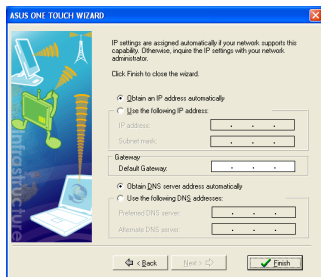 ASUS ONE TOUCH WIZARD
IP settings are assigned automatically if your network supports this
capability. Otherwise, inquire the IP settings with your network
administrator.
Click Finish to close the wizard.
Obtain an IP address automatically
Use the following IP address:
IP address:
Subnet mask:
Gateway
Default Gateway:
Obtain DNS server address automatically
Use the following DNS addresses:
Preferred DNS server:
Alternate DNS server:
Infrastructure
< Back
Next >
Finish